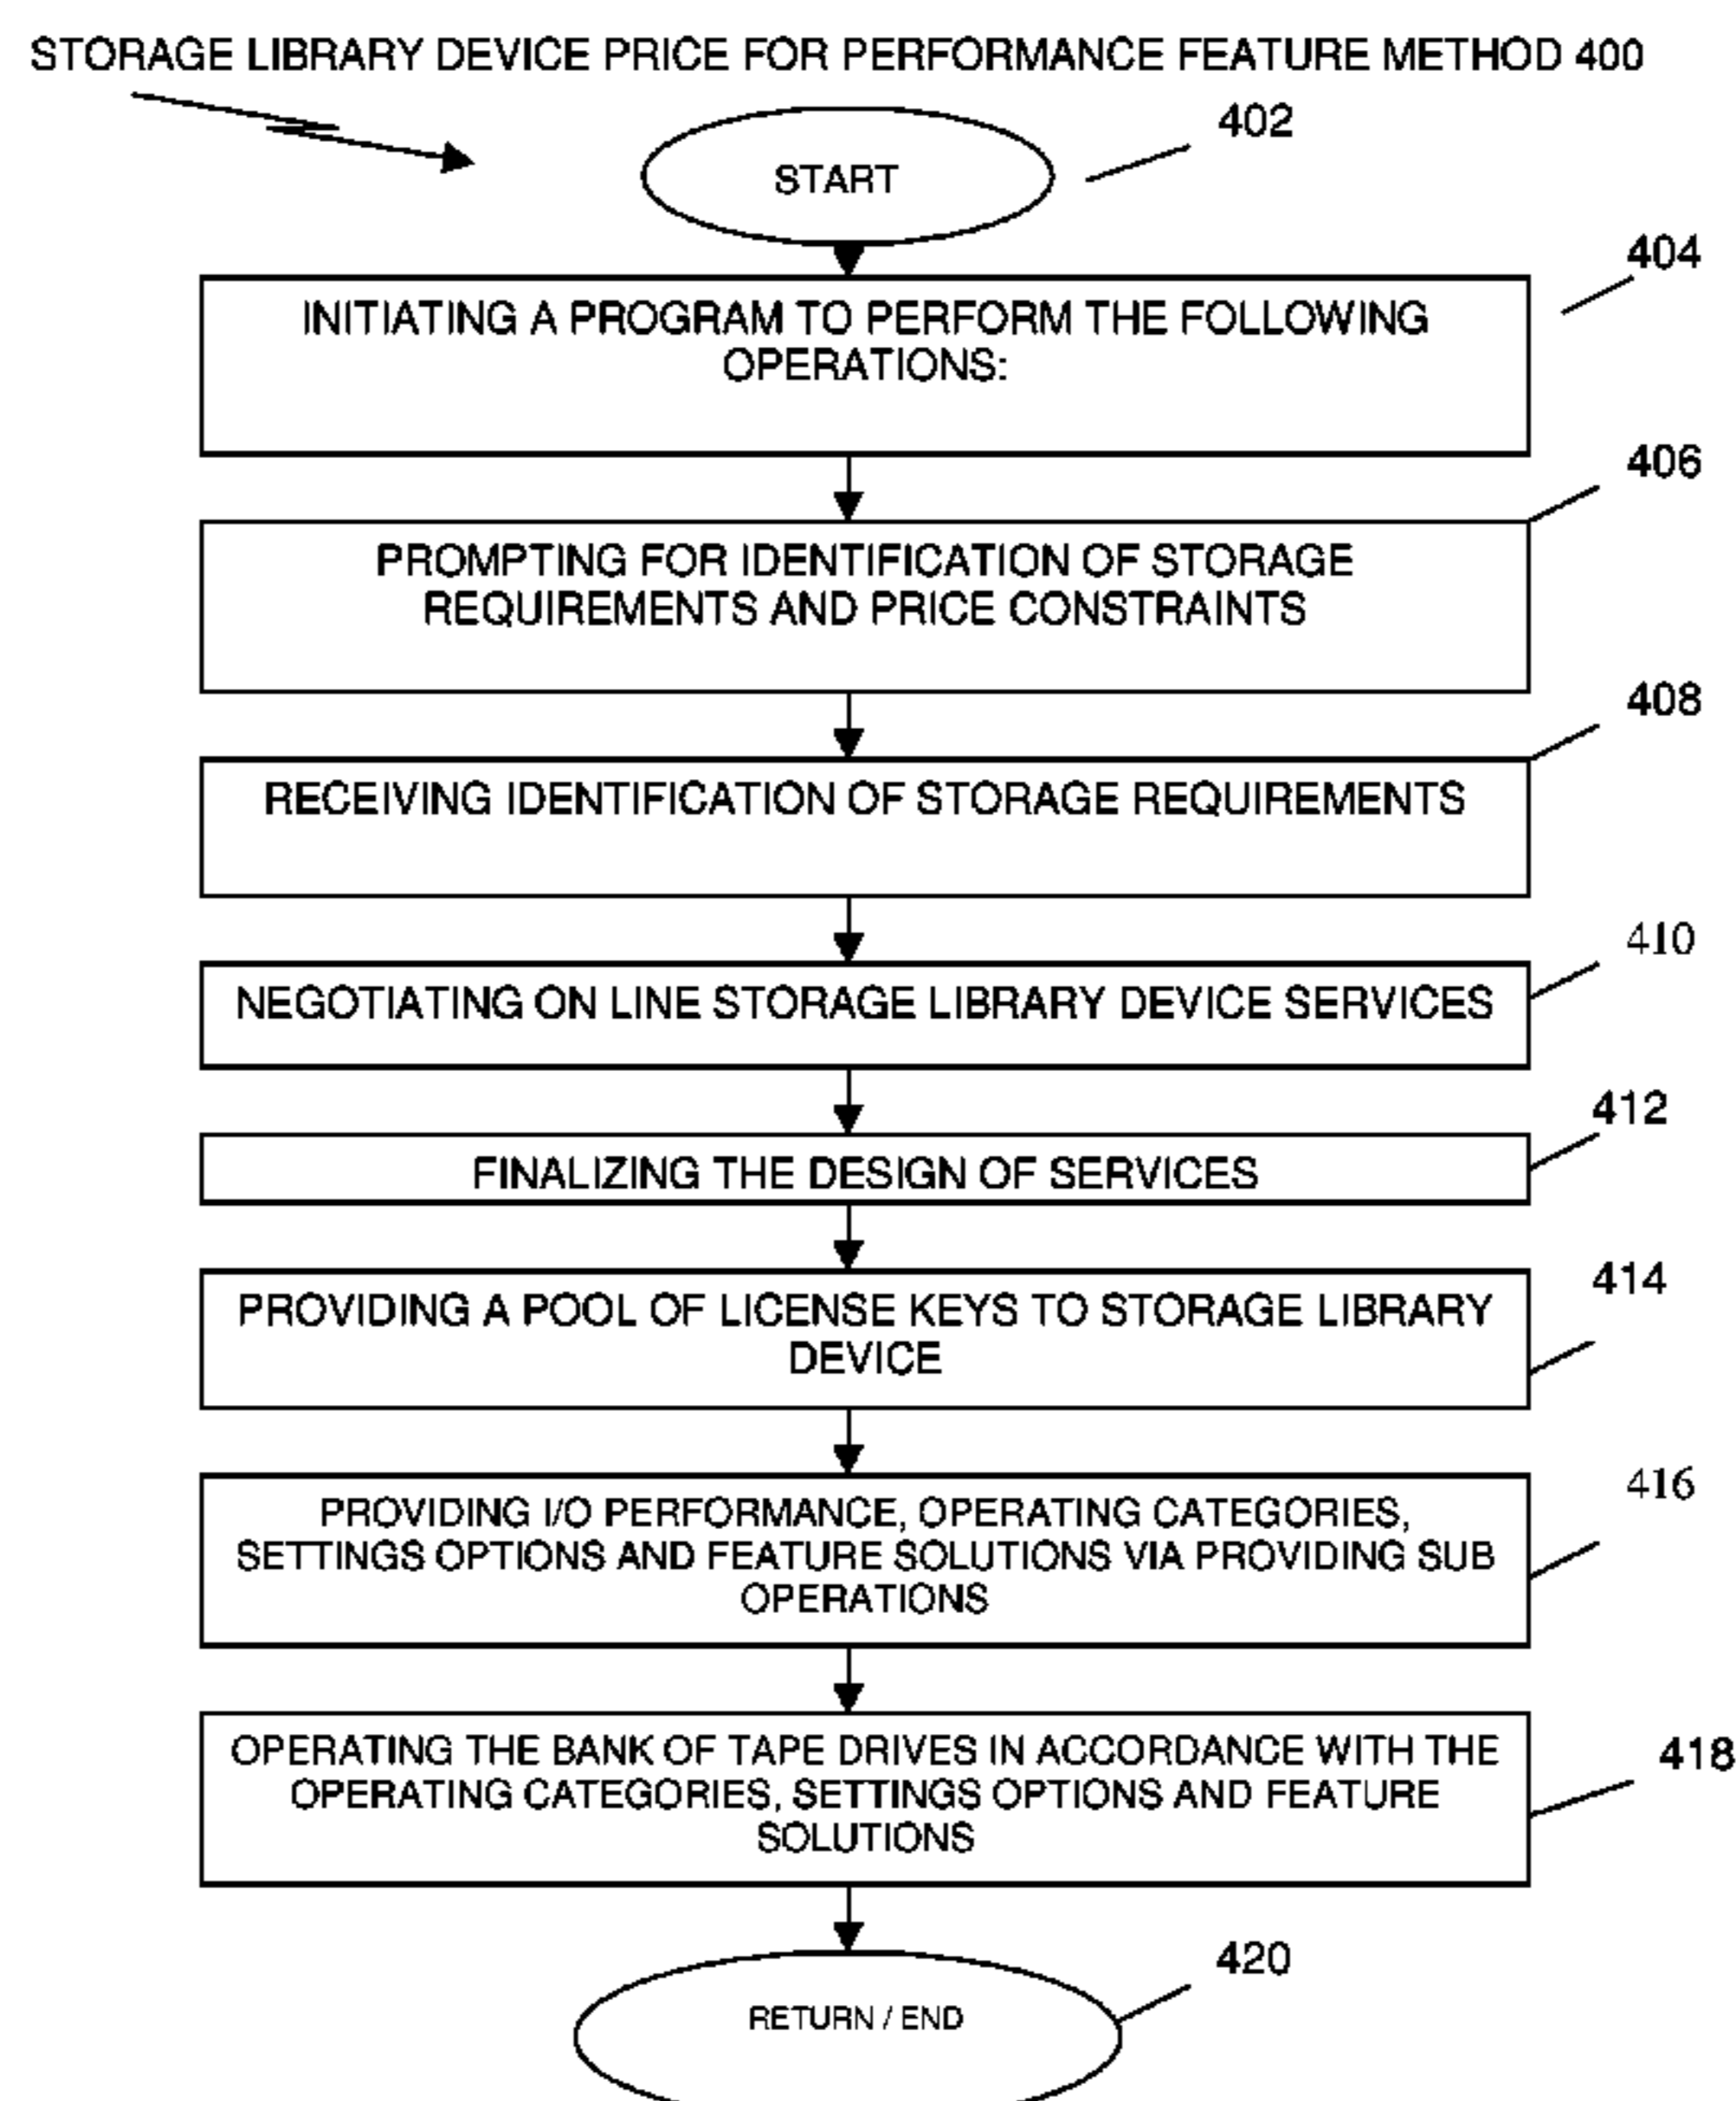 STORAGE LIBRARY DEVICE PRICE FOR PERFORMANCE FEATURE METHOD 400
402
START
404
INITIATING A PROGRAM TO PERFORM THE FOLLOWING
OPERATIONS:
406
PROMPTING FOR IDENTIFICATION OF STORAGE
REQUIREMENTS AND PRICE CONSTRAINTS
408
RECEIVING IDENTIFICATION OF STORAGE REQUIREMENTS
410
NEGOTIATING ON LINE STORAGE LIBRARY DEVICE SERVICES
412
FINALIZING THE DESIGN OF SERVICES
414
PROVIDING A POOL OF LICENSE KEYS TO STORAGE LIBRARY
DEVICE
416
PROVIDING I/O PERFORMANCE, OPERATING CATEGORIES,
SETTINGS OPTIONS AND FEATURE SOLUTIONS VIA PROVIDING SUB
OPERATIONS
418
OPERATING THE BANK OF TAPE DRIVES IN ACCORDANCE WITH THE
OPERATING CATEGORIES, SETTINGS OPTIONS AND FEATURE
SOLUTIONS
420
RETURN / END